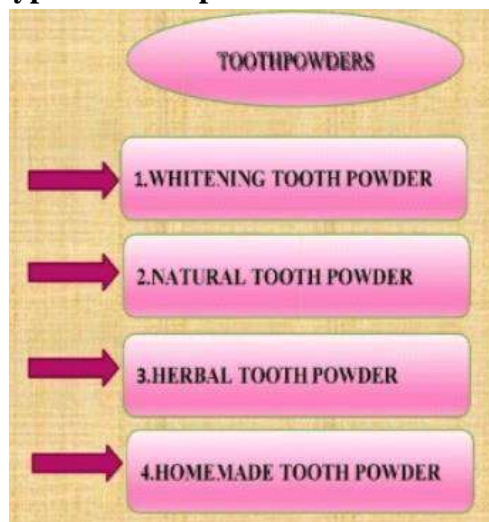 TOOTHPOWDERS
1.WHITENING TOOTH POWDER
2.NATURAL TOOTH POWDER
3.HERBAL TOOTH POWDER
4.HOMEMADE TOOTH POWDER